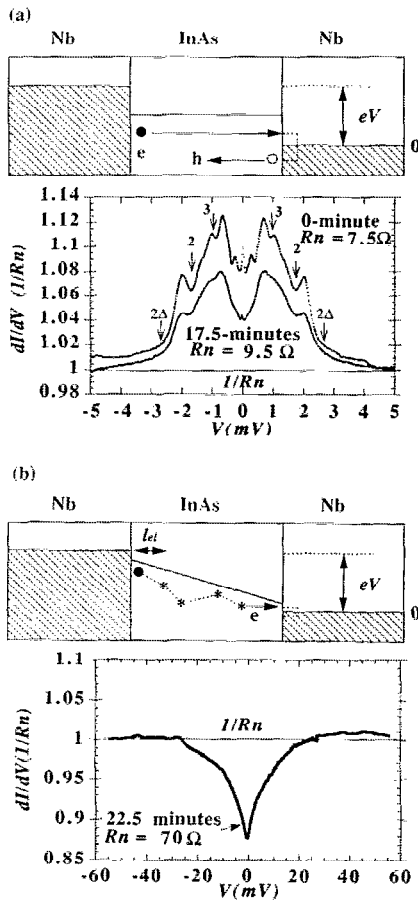 (a)
Nb InAs Nb
eV
0
e
h
1.14
1.12
1.10
1.08
1.06
1.04
1.02
1
0.98
dI/dV (1/Rn)
3 3
0-minute
Rn = 7.5Ω
2 2
2Δ 2Δ
17.5-minutes
Rn = 9.5 Ω
1/Rn
-5 -4 -3 -2 -1 0 1 2 3 4 5
V(mV)
(b)
Nb InAs Nb
lel
eV
e
0
1.1
1.05
1
0.95
0.9
0.85
dI/dV(1/Rn)
1/Rn
22.5 minutes
Rn = 70Ω
-60 -40 -20 0 20 40 60
V(mV)